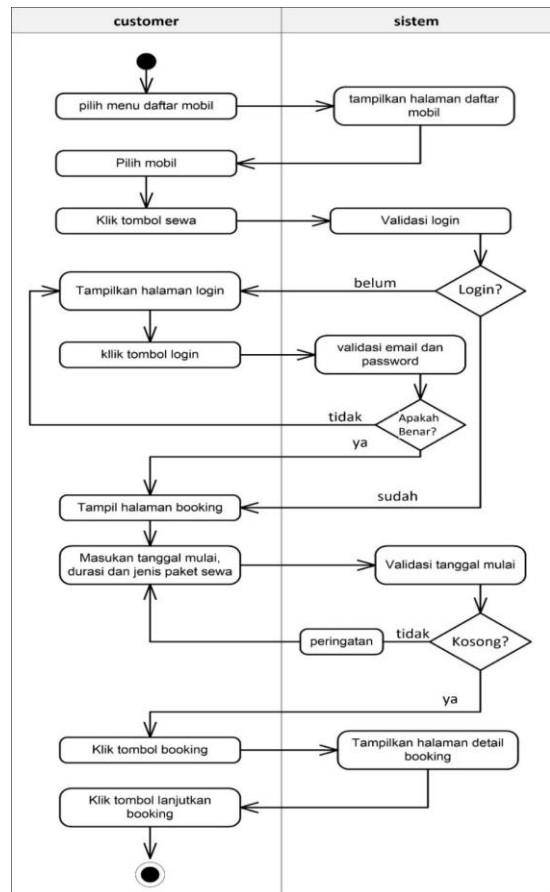 customer
sistem
pilih menu daftar mobil
tampilkan halaman daftar
mobil
Pilih mobil
Klik tombol sewa
Validasi login
Tampilkan halaman login
belum
Login?
kllik tombol login
validasi email dan
password
tidak
Apakah
Benar?
ya
Tampil halaman booking
sudah
Masukan tanggal mulai,
durasi dan jenis paket sewa
Validasi tanggal mulai
peringatan
tidak
Kosong?
ya
Klik tombol booking
Tampilkan halaman detail
booking
Klik tombol lanjutkan
booking